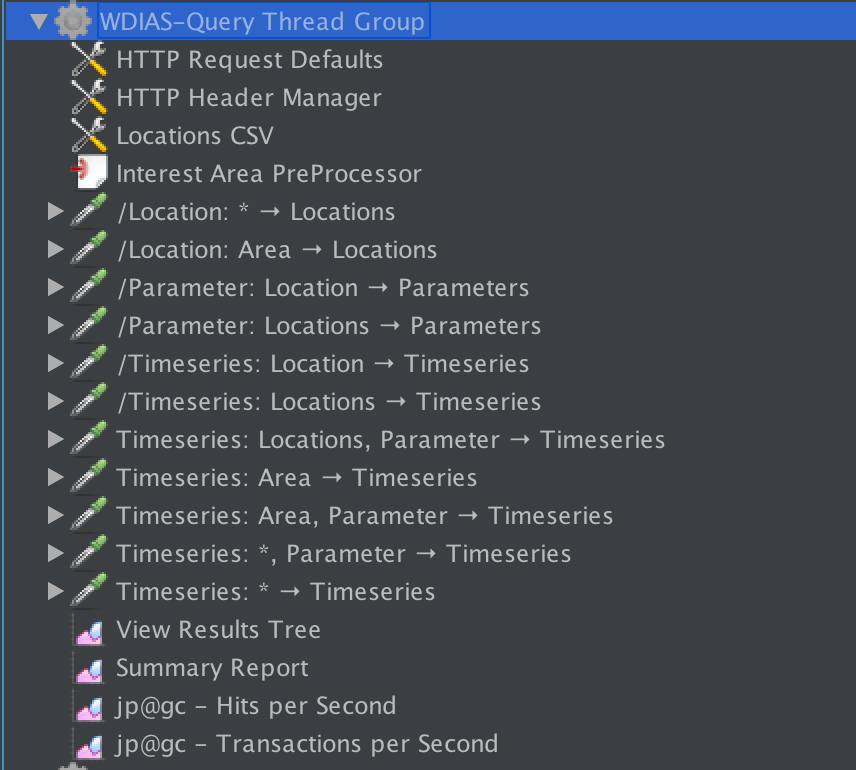 WDIAS-Query Thread Group
HTTP Request Defaults
HTTP Header Manager
Locations CSV
Interest Area PreProcessor
/Location: * → Locations
/Location: Area → Locations
/Parameter: Location → Parameters
/Parameter: Locations → Parameters
/Timeseries: Location → Timeseries
/Timeseries: Locations → Timeseries
Timeseries: Locations, Parameter → Timeseries
Timeseries: Area → Timeseries
Timeseries: Area, Parameter → Timeseries
Timeseries: *, Parameter → Timeseries
Timeseries: * → Timeseries
View Results Tree
Summary Report
jp@gc - Hits per Second
jp@gc - Transactions per Second